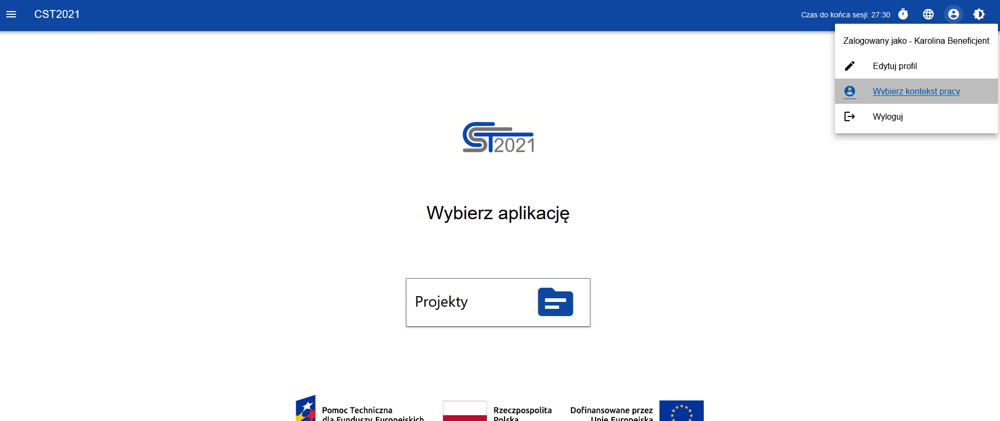 CST2021
Czas do końca sesji: 27:30
Zalogowany jako - Karolina Beneficjent
Edytuj profil
Wybierz kontekst pracy
Wyloguj
CST2021
Wybierz aplikację
Projekty
Pomoc Techniczna
dla Funduszy Europejskich
Rzeczpospolita
Polska
Dofinansowane przez
Unię Europejską